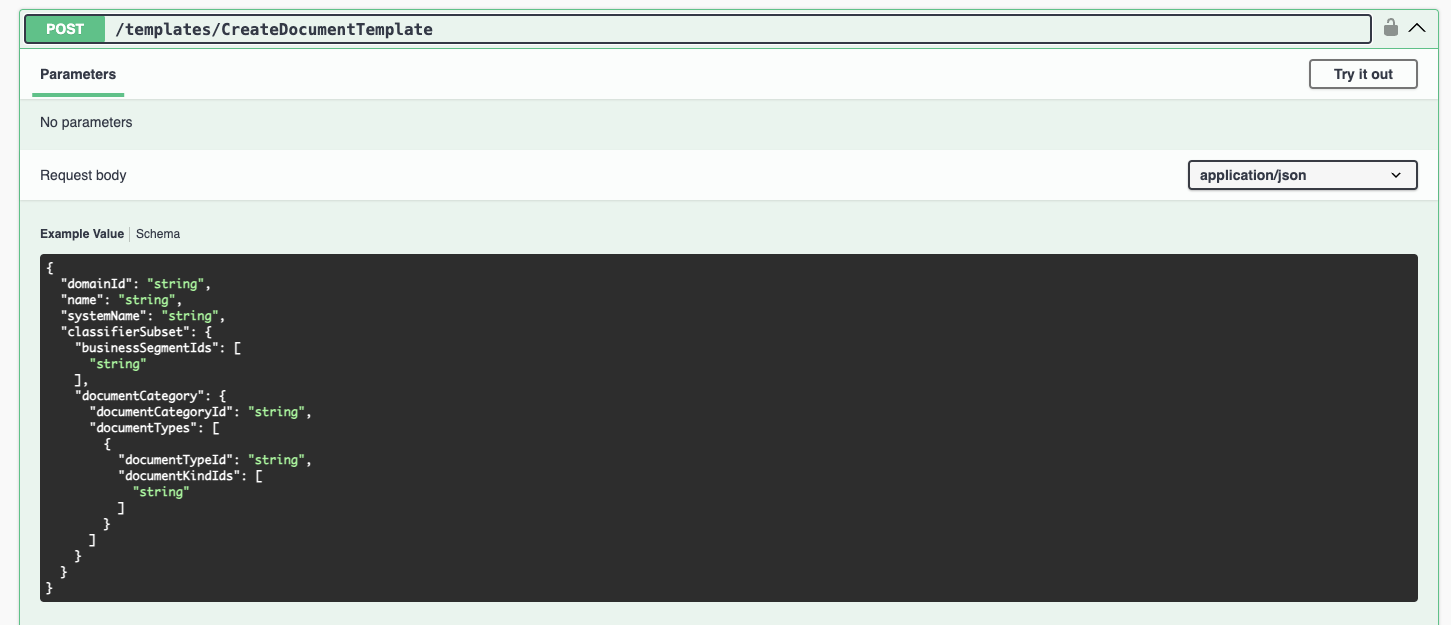 POST /templates/CreateDocumentTemplate
Parameters
Try it out
No parameters
Request body
application/json
Example Value | Schema
{
  "domainId": "string",
  "name": "string",
  "systemName": "string",
  "classifierSubset": {
    "businessSegmentIds": [
      "string"
    ],
    "documentCategory": {
      "documentCategoryId": "string",
      "documentTypes": [
        {
          "documentTypeId": "string",
          "documentKindIds": [
            "string"
          ]
        }
      ]
    }
  }
}